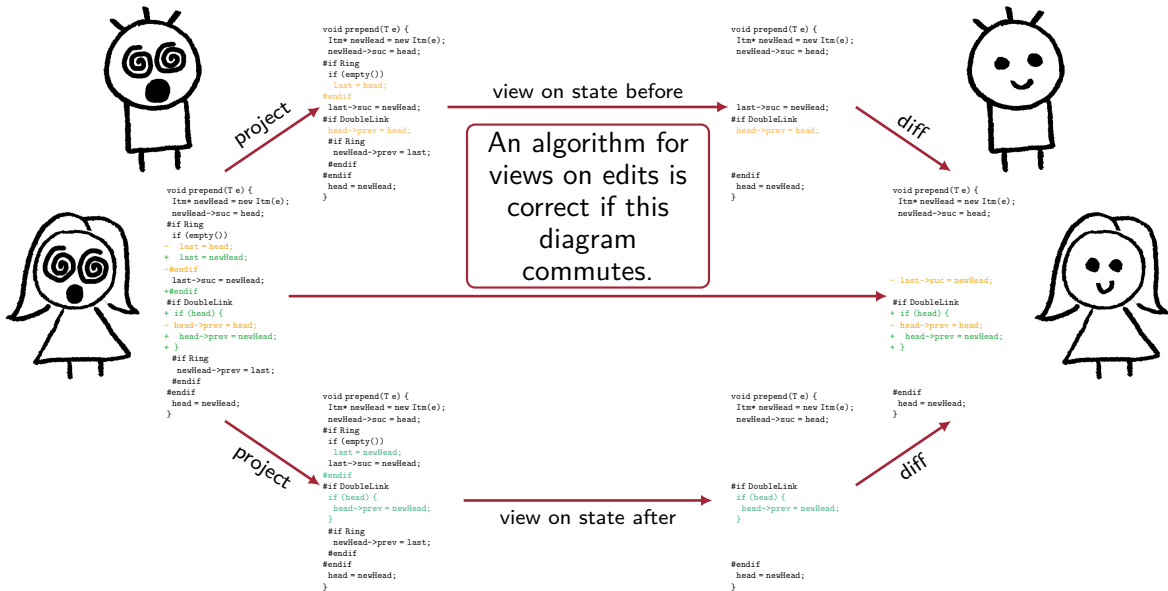 void prepend(T e) {
Itm* newHead = new Itm(e);
newHead->suc = head;
#if Ring
if (empty())
last = head;
#endif
last->suc = newHead;
#if DoubleLink
head->prev = head;
#if Ring
newHead->prev = last;
#endif
#endif
head = newHead;
}
project
view on state before
void prepend(T e) {
Itm* newHead = new Itm(e);
newHead->suc = head;
last->suc = newHead;
#if DoubleLink
head->prev = head;
#endif
head = newHead;
}
diff
An algorithm for
views on edits is
correct if this
diagram
commutes.
void prepend(T e) {
Itm* newHead = new Itm(e);
newHead->suc = head;
#if Ring
if (empty())
- last = head;
+ last = newHead;
-#endif
last->suc = newHead;
+#endif
#if DoubleLink
+ if (head) {
- head->prev = head;
+ head->prev = newHead;
+ }
#if Ring
newHead->prev = last;
#endif
#endif
head = newHead;
}
void prepend(T e) {
Itm* newHead = new Itm(e);
newHead->suc = head;
- last->suc = newHead;
#if DoubleLink
+ if (head) {
- head->prev = head;
+ head->prev = newHead;
+ }
#endif
head = newHead;
}
project
void prepend(T e) {
Itm* newHead = new Itm(e);
newHead->suc = head;
#if Ring
if (empty())
last = newHead;
last->suc = newHead;
#endif
#if DoubleLink
if (head) {
head->prev = newHead;
}
#if Ring
newHead->prev = last;
#endif
#endif
head = newHead;
}
view on state after
void prepend(T e) {
Itm* newHead = new Itm(e);
newHead->suc = head;
#if DoubleLink
if (head) {
head->prev = newHead;
}
#endif
head = newHead;
}
diff